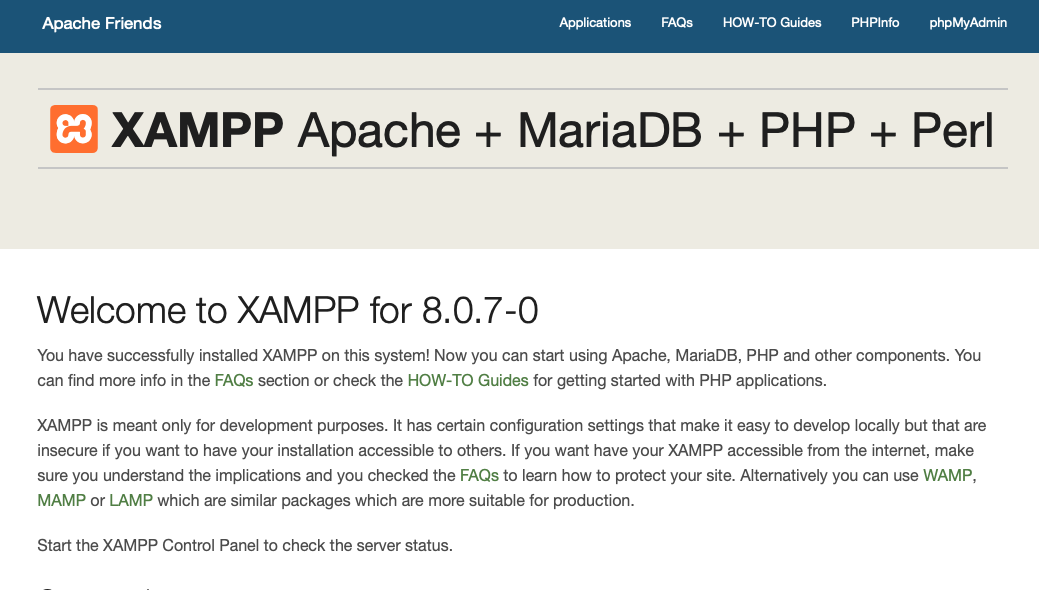 Apache Friends
Applications FAQs HOW-TO Guides PHPInfo phpMyAdmin
XAMPP Apache + MariaDB + PHP + Perl
Welcome to XAMPP for 8.0.7-0
You have successfully installed XAMPP on this system! Now you can start using Apache, MariaDB, PHP and other components. You
can find more info in the FAQs section or check the HOW-TO Guides for getting started with PHP applications.
XAMPP is meant only for development purposes. It has certain configuration settings that make it easy to develop locally but that are
insecure if you want to have your installation accessible to others. If you want have your XAMPP accessible from the internet, make
sure you understand the implications and you checked the FAQs to learn how to protect your site. Alternatively you can use WAMP,
MAMP or LAMP which are similar packages which are more suitable for production.
Start the XAMPP Control Panel to check the server status.